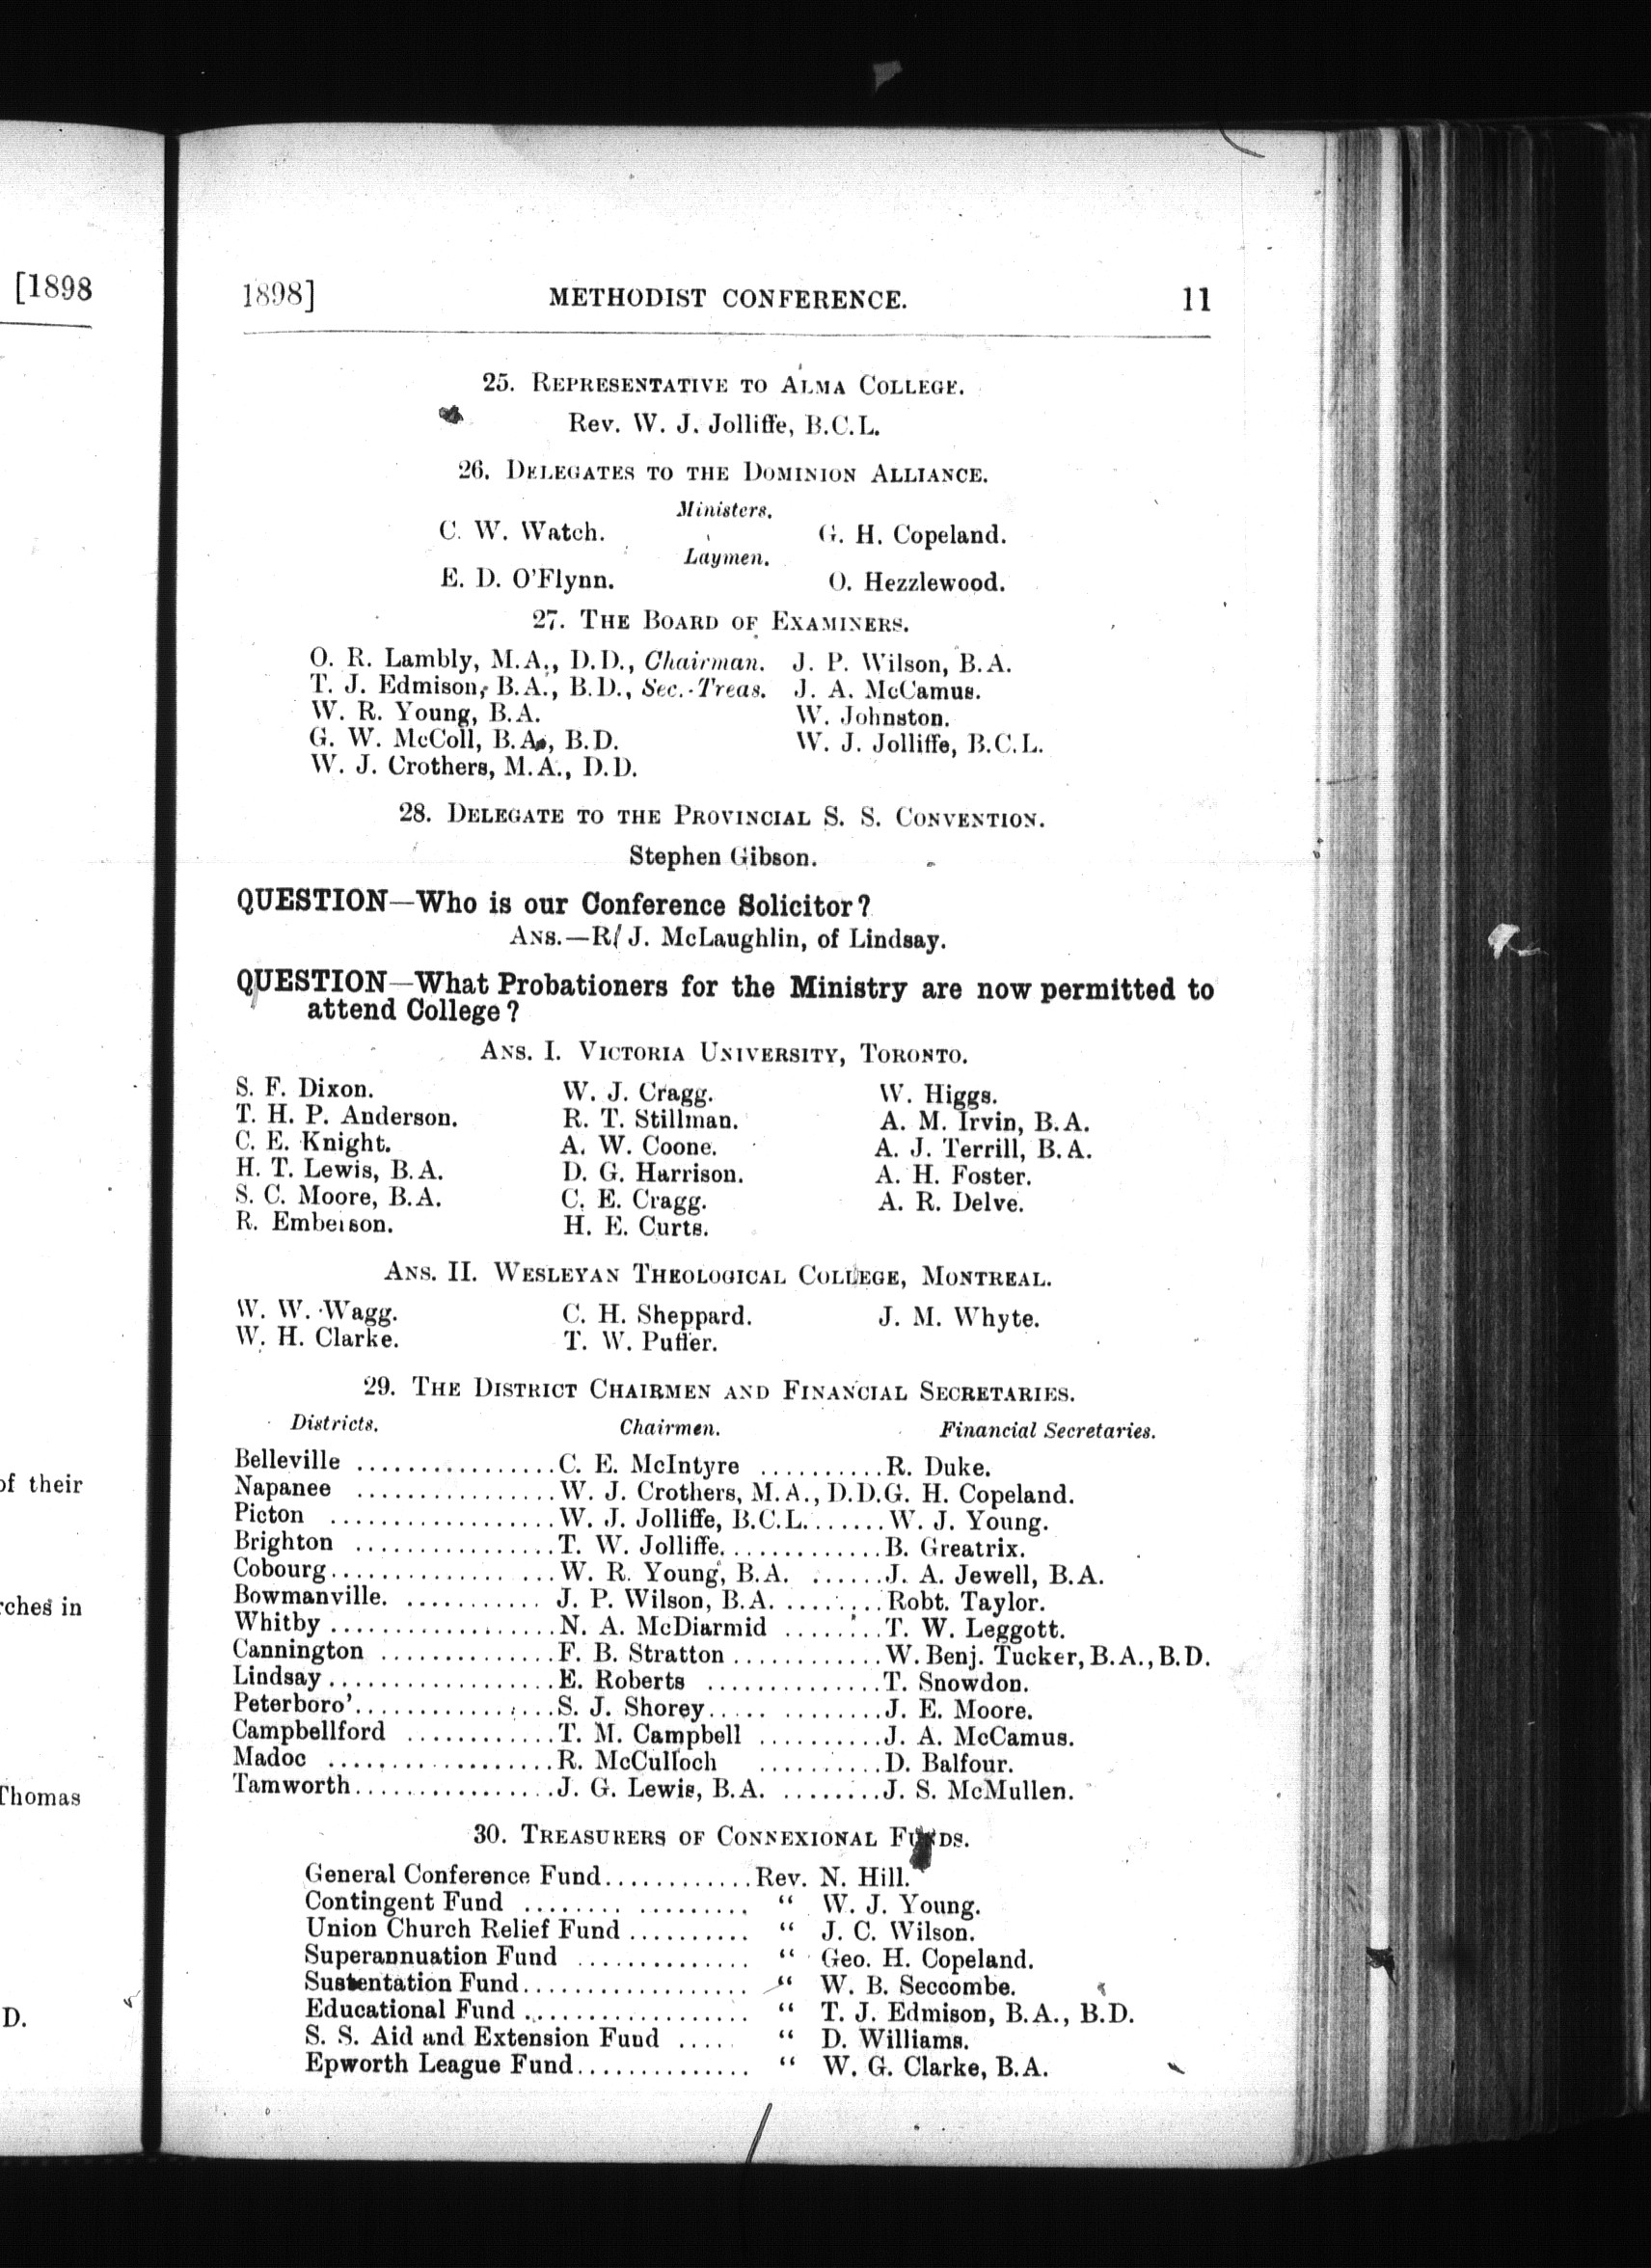 [1898
of their
rches in
Thomas
D.
1898] METHODIST CONFERENCE. 11
25. REPRESENTATIVE TO ALMA COLLEGE.
Rev. W. J. Jolliffe, B.C.L.
26. DELEGATES TO THE DOMINION ALLIANCE.
Ministers.
C. W. Watch. G. H. Copeland.
Laymen.
E. D. O'Flynn. O. Hezzlewood.
27. THE BOARD OF EXAMINERS.
O. R. Lambly, M.A., D.D., Chairman. J. P. Wilson, B.A.
T. J. Edmison, B.A., B.D., Sec.-Treas. J. A. McCamus.
W. R. Young, B.A. W. Johnston.
G. W. McColl, B.A., B.D. W. J. Jolliffe, B.C.L.
W. J. Crothers, M.A., D.D.
28. DELEGATE TO THE PROVINCIAL S. S. CONVENTION.
Stephen Gibson.
QUESTION—Who is our Conference Solicitor?
ANS.—R. J. McLaughlin, of Lindsay.
QUESTION—What Probationers for the Ministry are now permitted to
attend College?
ANS. I. VICTORIA UNIVERSITY, TORONTO.
S. F. Dixon. W. J. Cragg. W. Higgs.
T. H. P. Anderson. R. T. Stillman. A. M. Irvin, B.A.
C. E. Knight. A. W. Coone. A. J. Terrill, B.A.
H. T. Lewis, B.A. D. G. Harrison. A. H. Foster.
S. C. Moore, B.A. C. E. Cragg. A. R. Delve.
R. Emberson. H. E. Curts.
ANS. II. WESLEYAN THEOLOGICAL COLLEGE, MONTREAL.
W. W. Wagg. C. H. Sheppard. J. M. Whyte.
W. H. Clarke. T. W. Puffer.
29. THE DISTRICT CHAIRMEN AND FINANCIAL SECRETARIES.
Districts. Chairmen. Financial Secretaries.
Belleville ................C. E. McIntyre ..........R. Duke.
Napanee ................W. J. Crothers, M.A., D.D.G. H. Copeland.
Picton ..................W. J. Jolliffe, B.C.L.......W. J. Young.
Brighton ................T. W. Jolliffe.............B. Greatrix.
Cobourg..................W. R. Young, B.A. ......J. A. Jewell, B.A.
Bowmanville. ........... J. P. Wilson, B.A. ........Robt. Taylor.
Whitby ..................N. A. McDiarmid ........T. W. Leggott.
Cannington ..............F. B. Stratton ............W. Benj. Tucker, B.A., B.D.
Lindsay..................E. Roberts ..............T. Snowdon.
Peterboro'................S. J. Shorey..... ........J. E. Moore.
Campbellford ............T. M. Campbell ..........J. A. McCamus.
Madoc ..................R. McCulloch ..........D. Balfour.
Tamworth................J. G. Lewis, B.A. ........J. S. McMullen.
30. TREASURERS OF CONNEXIONAL FUNDS.
General Conference Fund............Rev. N. Hill.
Contingent Fund ........ ......... " W. J. Young.
Union Church Relief Fund .......... " J. C. Wilson.
Superannuation Fund .............. " Geo. H. Copeland.
Sustentation Fund.................. " W. B. Seccombe.
Educational Fund .................. " T. J. Edmison, B.A., B.D.
S. S. Aid and Extension Fund ..... " D. Williams.
Epworth League Fund.............. " W. G. Clarke, B.A.